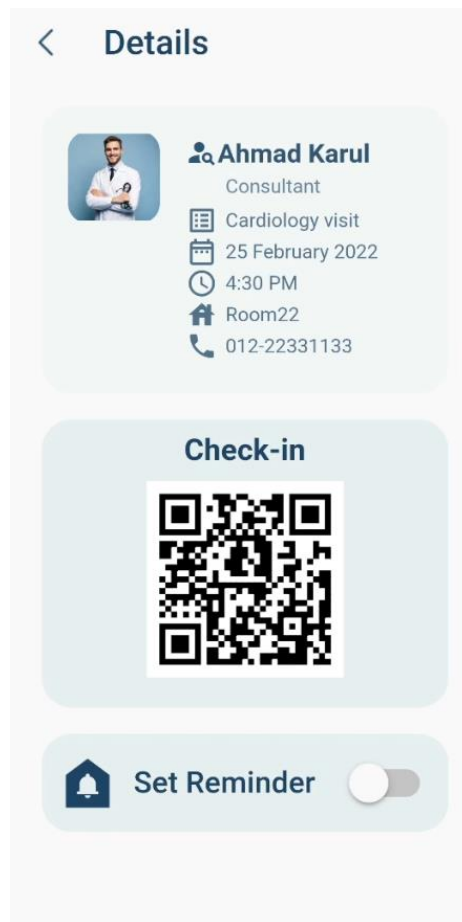 Details
Ahmad Karul
Consultant
Cardiology visit
25 February 2022
4:30 PM
Room22
012-22331133
Check-in
Set Reminder